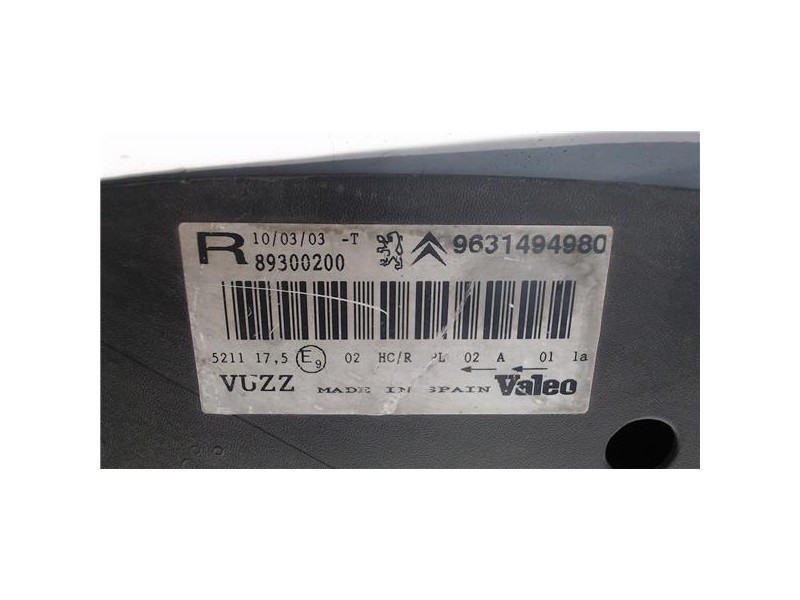 R 10/03/03 -T 9631494980
89300200
5211 17,5 E9 02 HC/R PL 02 A 01 1a
VUZZ MADE IN SPAIN Valeo